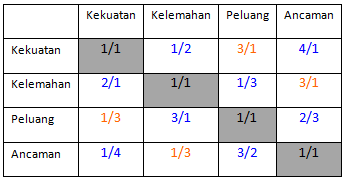 Kekuatan Kelemahan Peluang Ancaman
Kekuatan 1/1 1/2 3/1 4/1
Kelemahan 2/1 1/1 1/3 3/1
Peluang 1/3 3/1 1/1 2/3
Ancaman 1/4 1/3 3/2 1/1